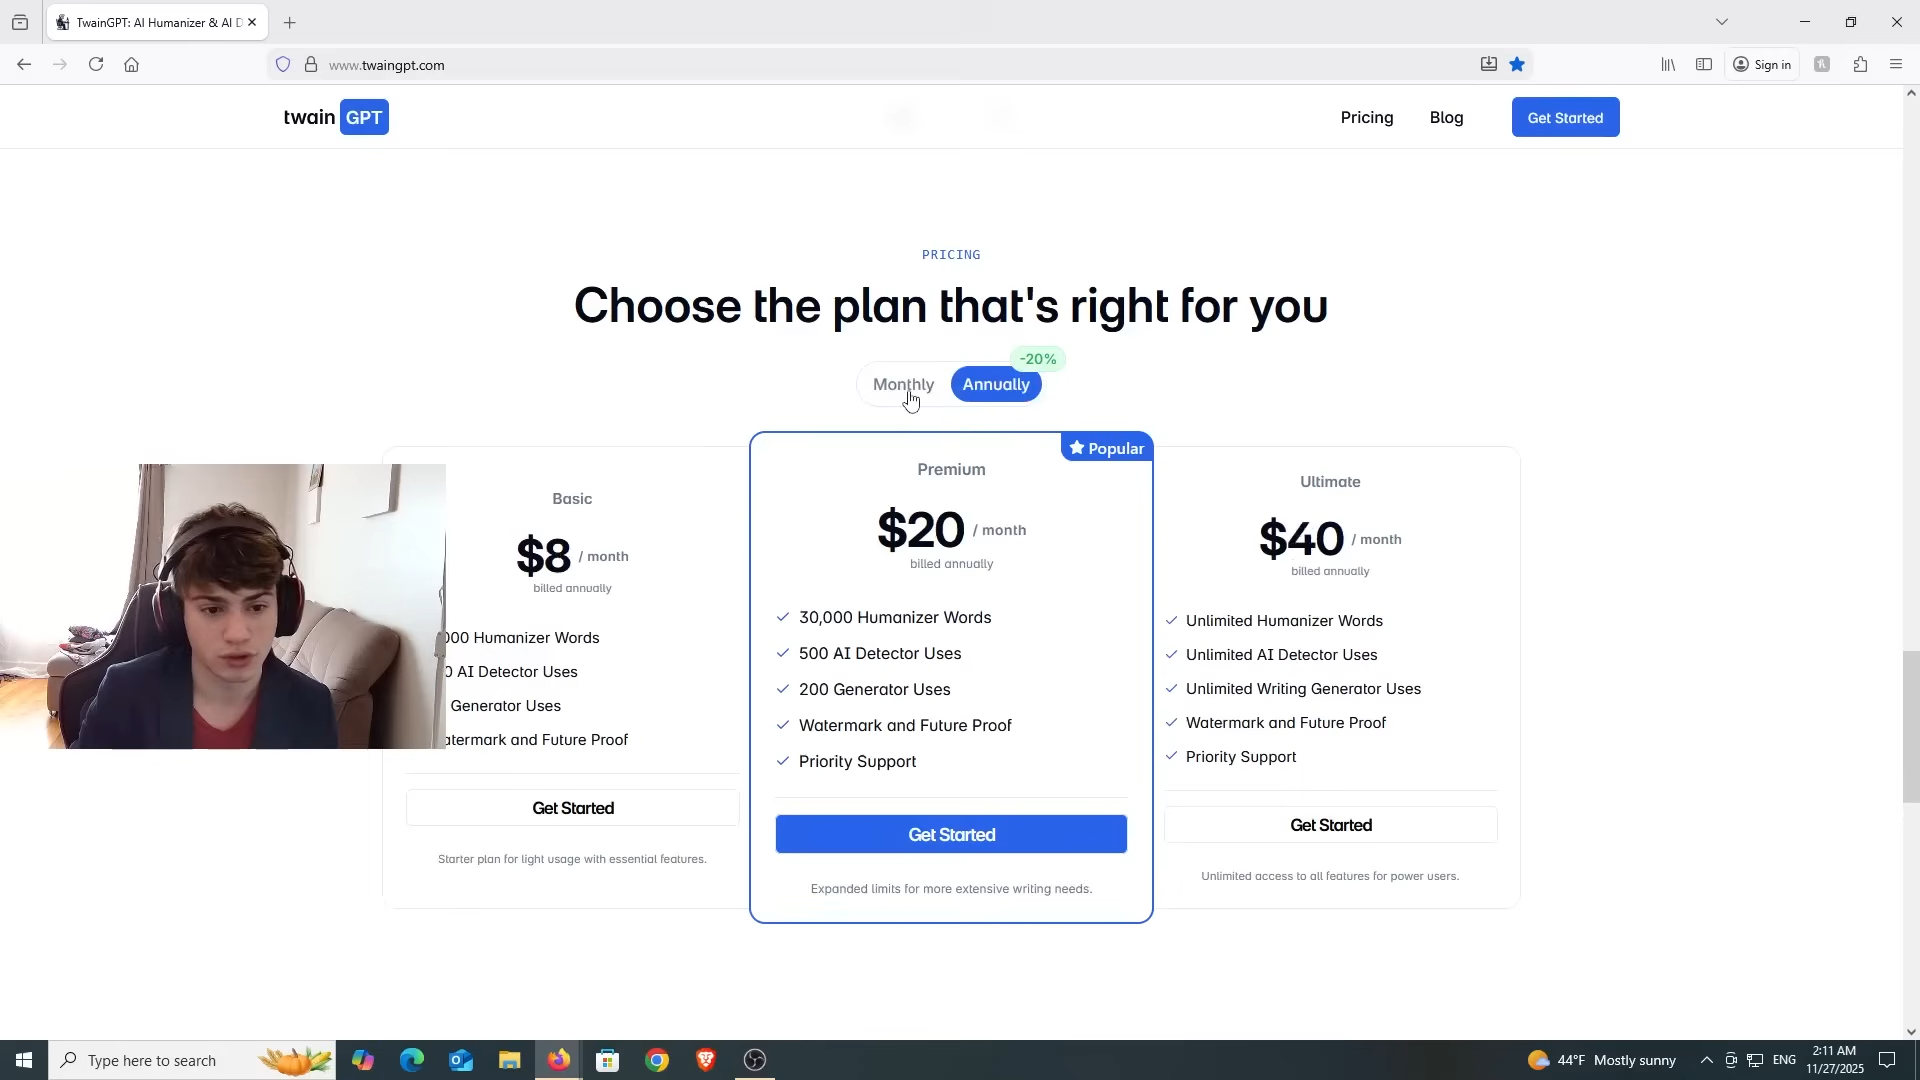 TwainGPT: AI Humanizer & AI D
www.twaingpt.com
Sign in
twain GPT
Pricing
Blog
Get Started
PRICING
Choose the plan that's right for you
-20%
Monthly
Annually
Basic
$8 / month
billed annually
000 Humanizer Words
0 AI Detector Uses
Generator Uses
atermark and Future Proof
Get Started
Starter plan for light usage with essential features.
Popular
Premium
$20 / month
billed annually
30,000 Humanizer Words
500 AI Detector Uses
200 Generator Uses
Watermark and Future Proof
Priority Support
Get Started
Expanded limits for more extensive writing needs.
Ultimate
$40 / month
billed annually
Unlimited Humanizer Words
Unlimited AI Detector Uses
Unlimited Writing Generator Uses
Watermark and Future Proof
Priority Support
Get Started
Unlimited access to all features for power users.
Type here to search
44°F Mostly sunny
ENG
2:11 AM
11/27/2025